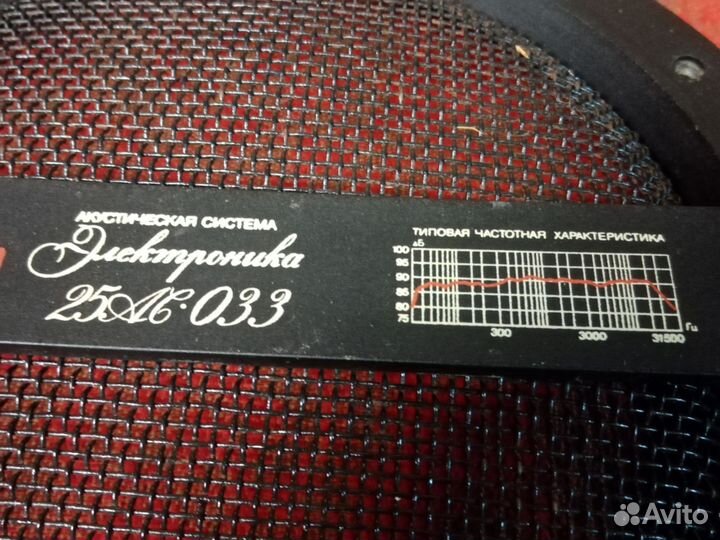 АКУСТИЧЕСКАЯ СИСТЕМА
Электроника
25АС·033
ТИПОВАЯ ЧАСТОТНАЯ ХАРАКТЕРИСТИКА
100 дБ
95
90
85
80
75
300 3000 31500 Гц
Avito